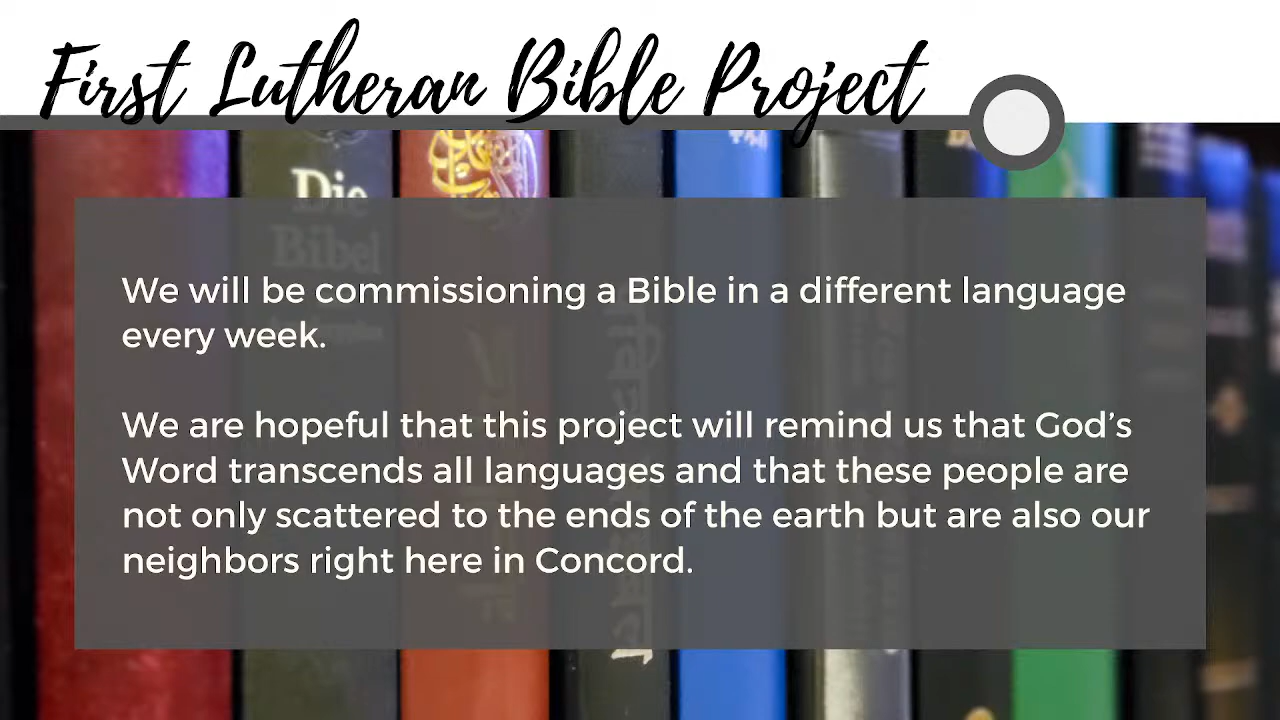 First Lutheran Bible Project
Die
Bibel
We will be commissioning a Bible in a different language
every week.
We are hopeful that this project will remind us that God’s
Word transcends all languages and that these people are
not only scattered to the ends of the earth but are also our
neighbors right here in Concord.